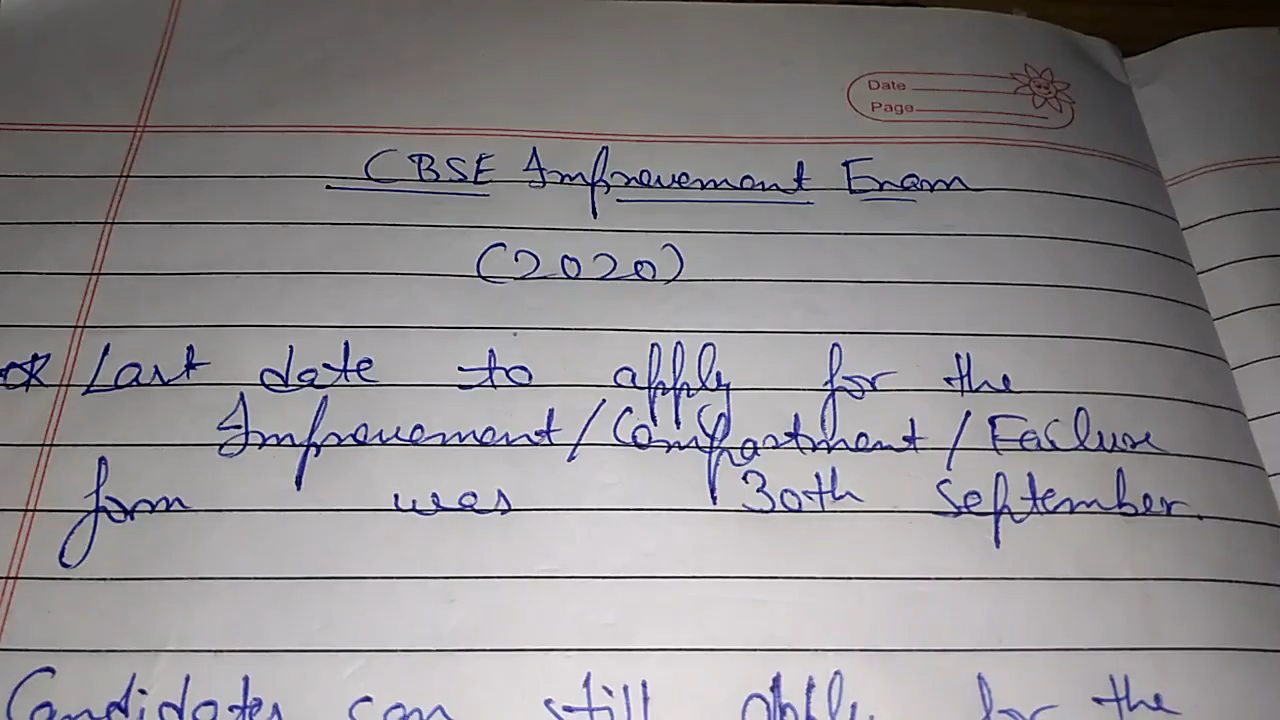 Date
Page
CBSE Improvement Exam
(2020)
* Last date to apply for the
Improvement/Compartment/Failure
form was 30th September.
Candidates can still apply for the